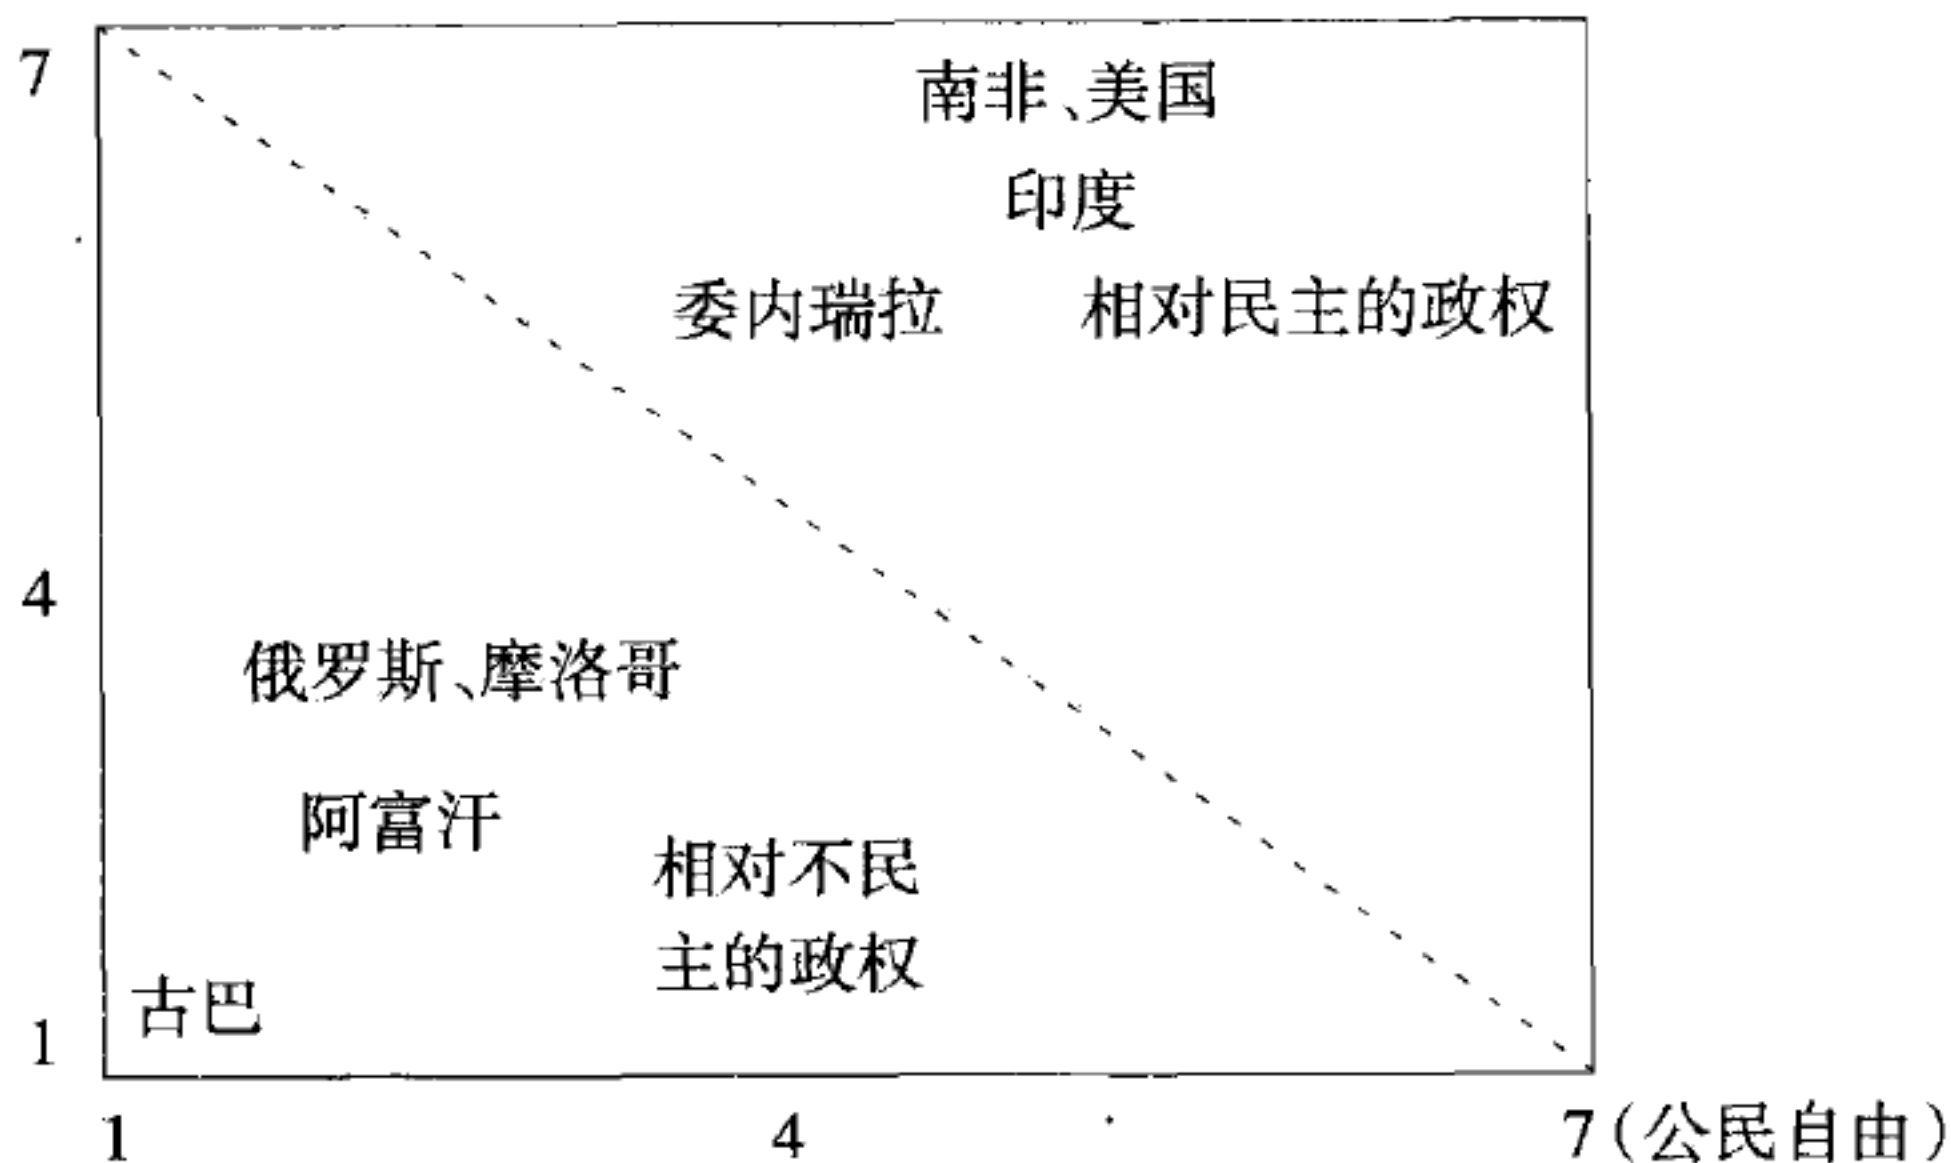 7
南非、美国
印度
委内瑞拉
相对民主的政权
4
俄罗斯、摩洛哥
阿富汗
相对不民
主的政权
古巴
1
1
4
7(公民自由)